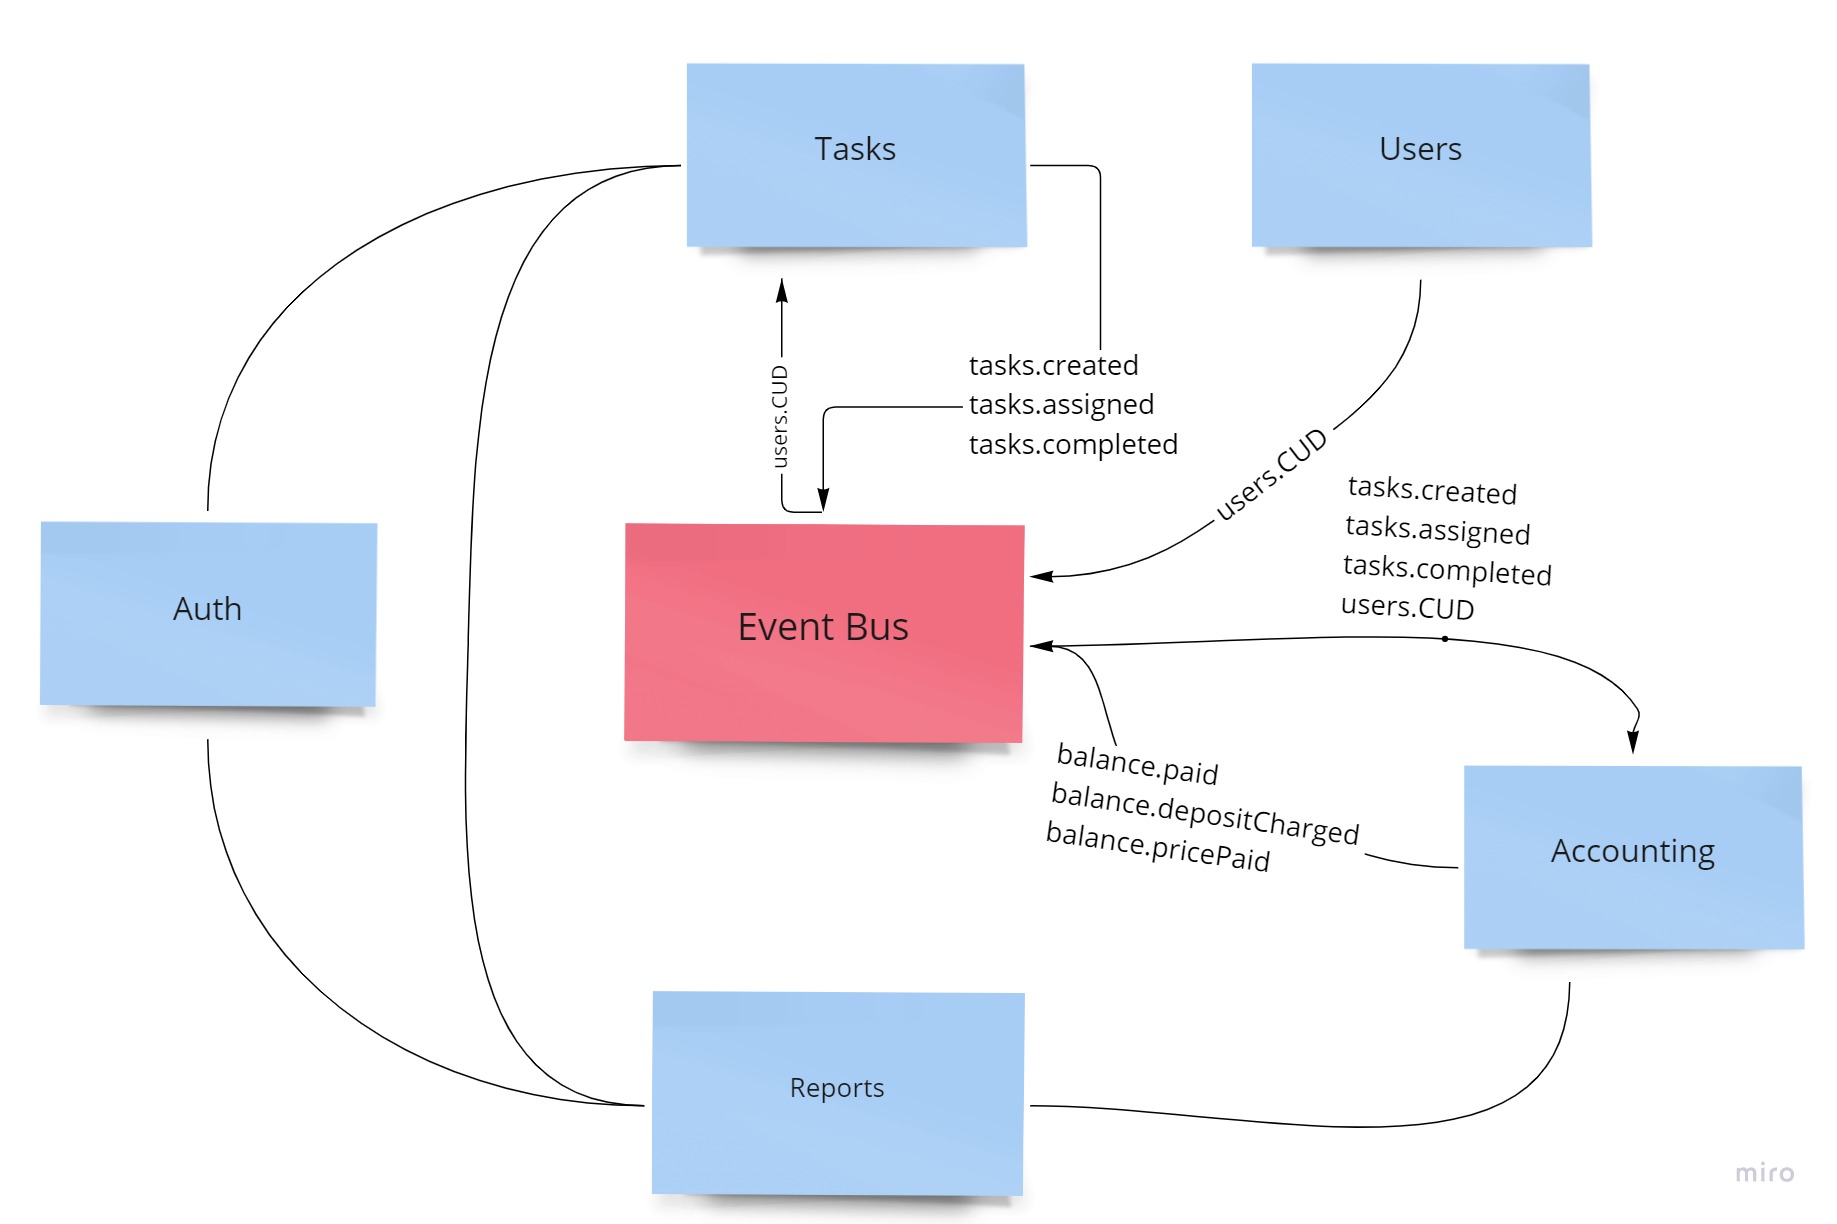 Tasks
Users
users.CUD
tasks.created
tasks.assigned
tasks.completed
users.CUD
tasks.created
tasks.assigned
tasks.completed
users.CUD
Auth
Event Bus
balance.paid
balance.depositCharged
balance.pricePaid
Accounting
Reports
miro